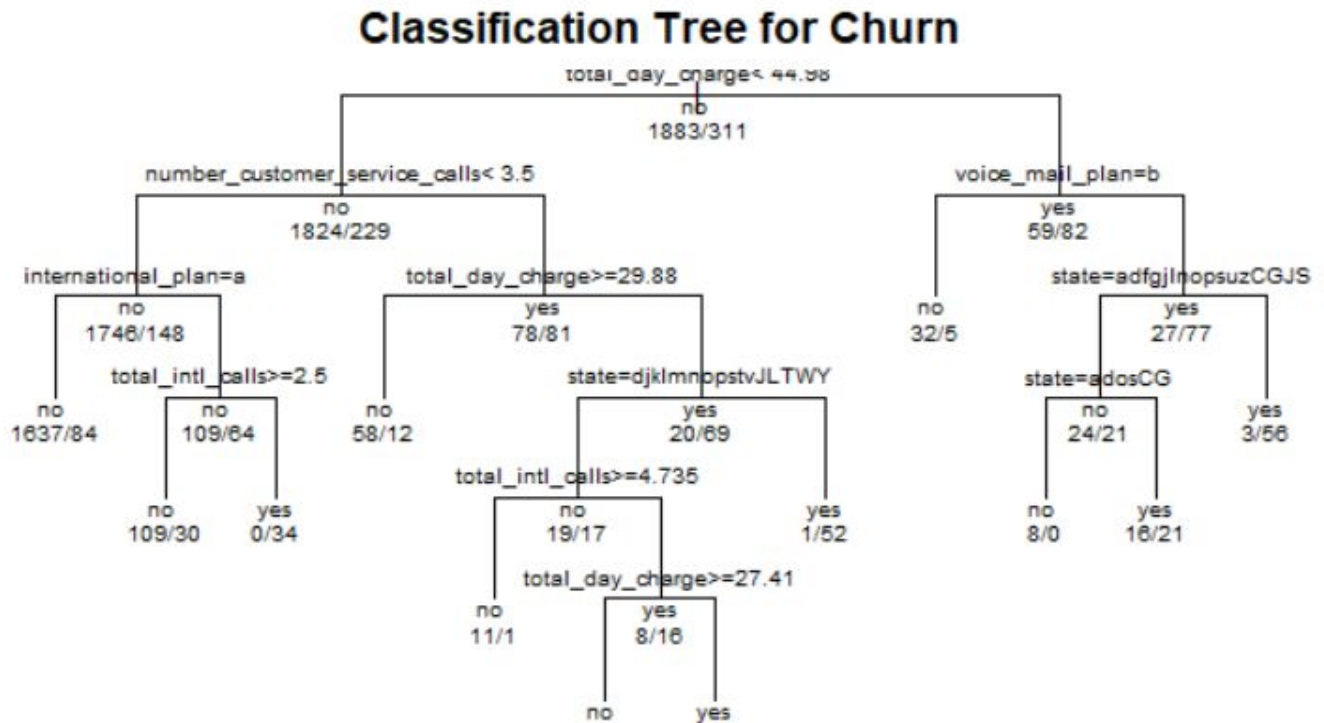 Classification Tree for Churn
total_day_charge< 44.98
no
1883/311
number_customer_service_calls< 3.5
voice_mail_plan=b
no
1824/229
yes
59/82
international_plan=a
total_day_charge>=29.88
state=adfgjlnopsuzCGJS
no
1746/148
yes
78/81
no
32/5
yes
27/77
total_intl_calls>=2.5
state=djklmnopstvJLTWY
state=adosCG
no
1637/84
no
109/64
no
58/12
yes
20/69
no
24/21
yes
3/56
total_intl_calls>=4.735
no
109/30
yes
0/34
no
19/17
yes
1/52
no
8/0
yes
16/21
total_day_charge>=27.41
no
11/1
yes
8/16
no
yes